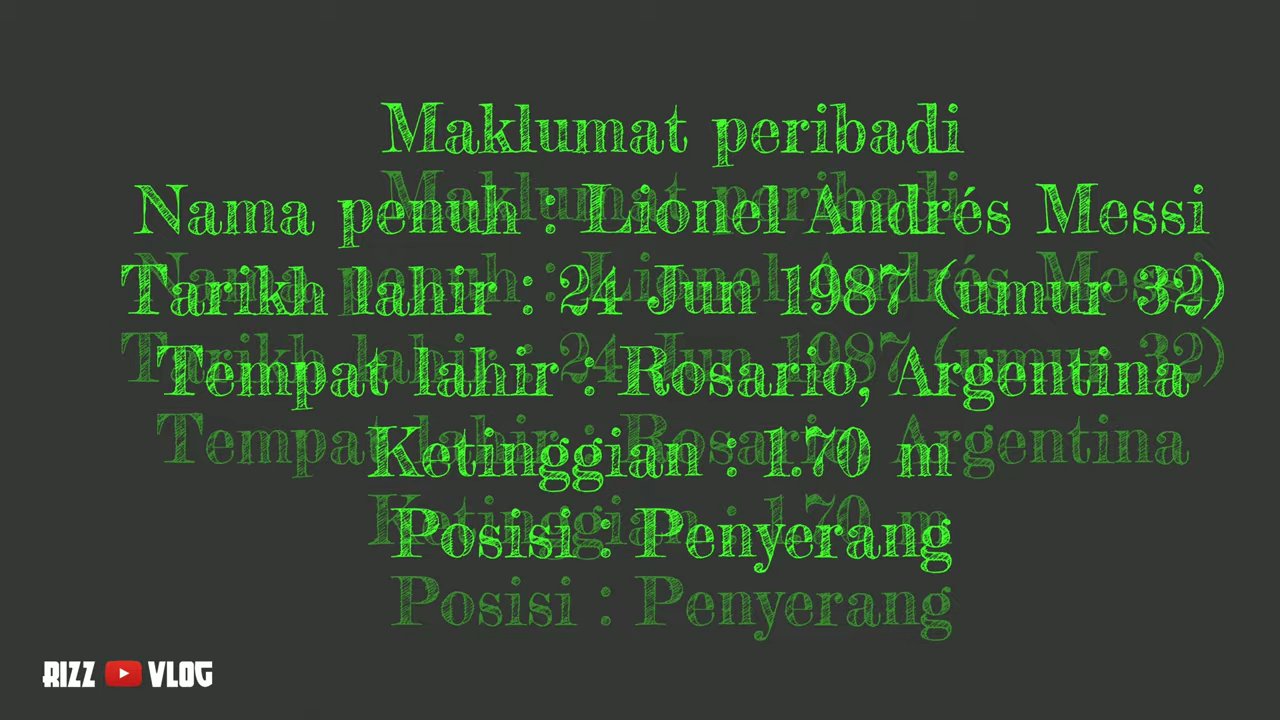 Maklumat peribadi
Nama penuh : Lionel Andrés Messi
Tarikh lahir : 24 Jun 1987 (umur 32)
Tempat lahir : Rosario, Argentina
Ketinggian : 1.70 m
Posisi : Penyerang
RIZZ VLOG